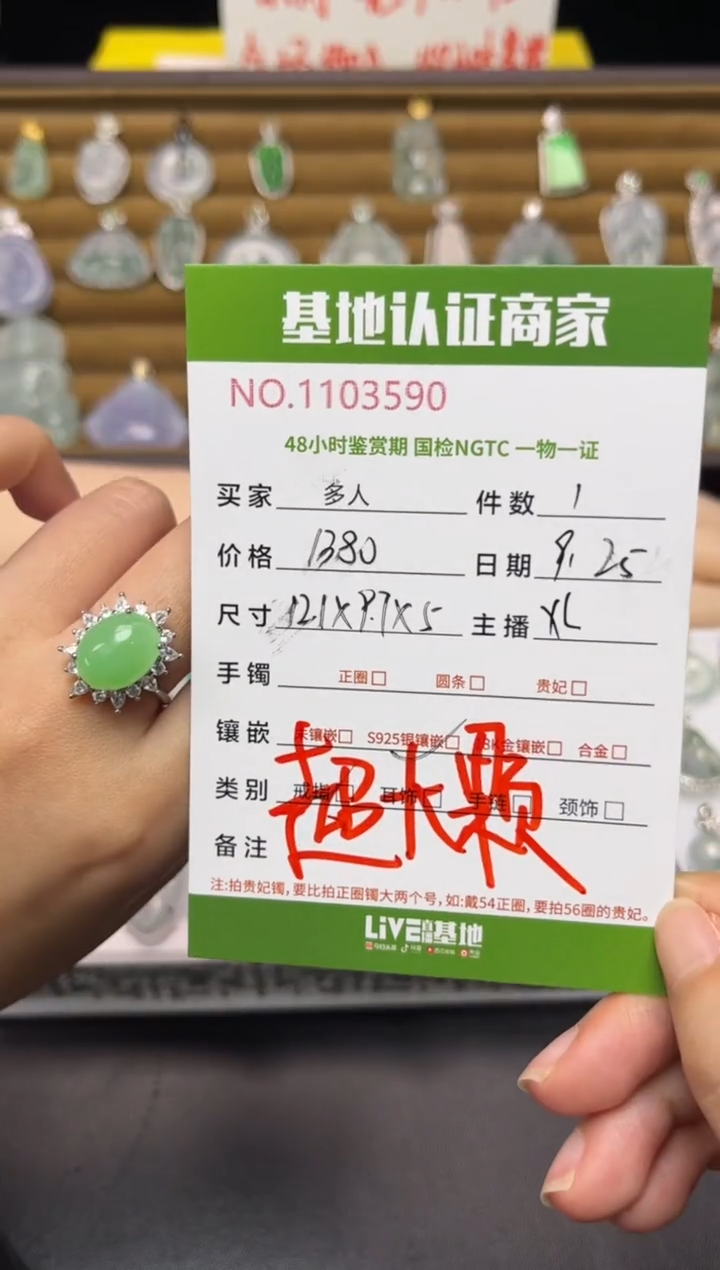 基地认证商家
NO.1103590
48小时鉴赏期 国检NGTC 一物一证
买家 多人 件数 1
价格 1380 日期 9.25
尺寸 12.1X9.7X5 主播 XL
手镯 正圈□ 圆条□ 贵妃□
镶嵌 未镶嵌□ S925银镶嵌□ 18K金镶嵌□ 合金□
类别 戒指□ 耳饰□ 手链□ 颈饰□
备注 超大颗
注:拍贵妃镯,要比拍正圈镯大两个号,如:戴54正圈,要拍56圈的贵妃。
LiVE直播基地